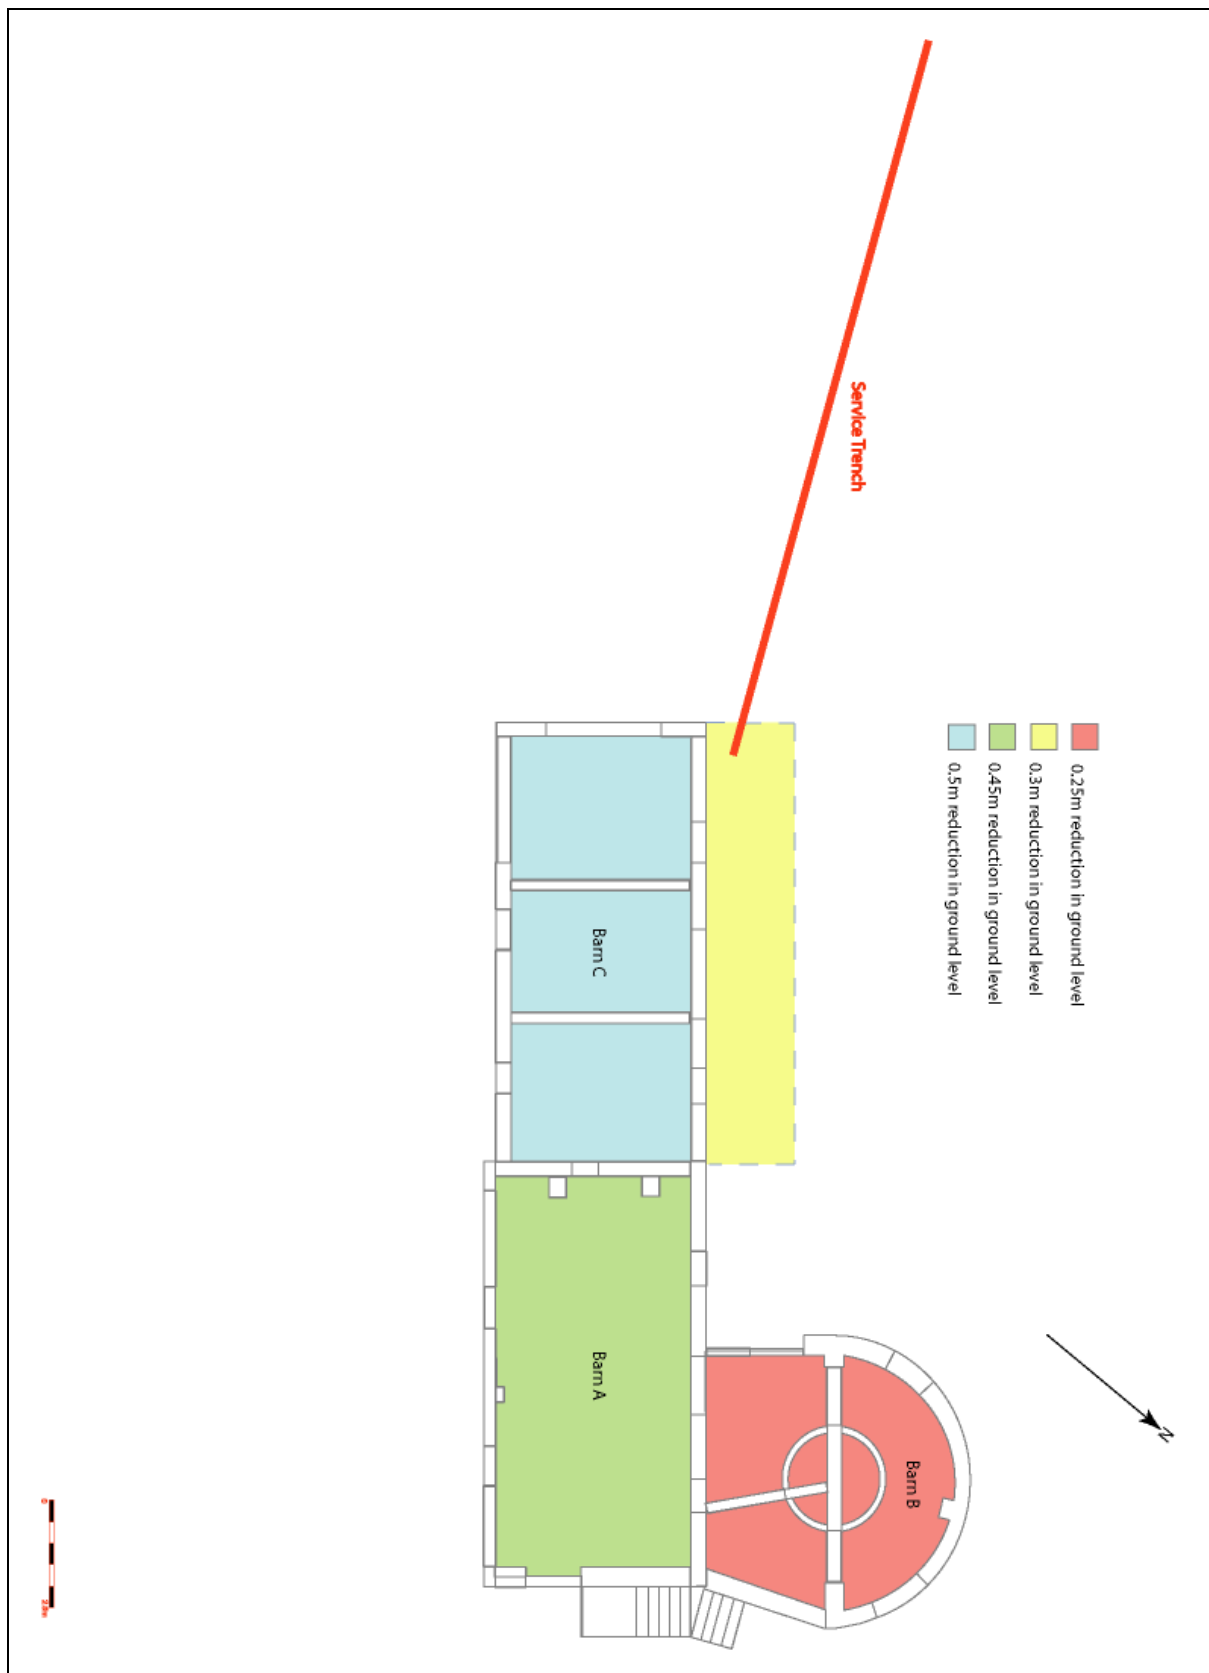 Service Trench
0.25m reduction in ground level
0.3m reduction in ground level
0.45m reduction in ground level
0.5m reduction in ground level
Barn C
Barn A
Barn B
N
0